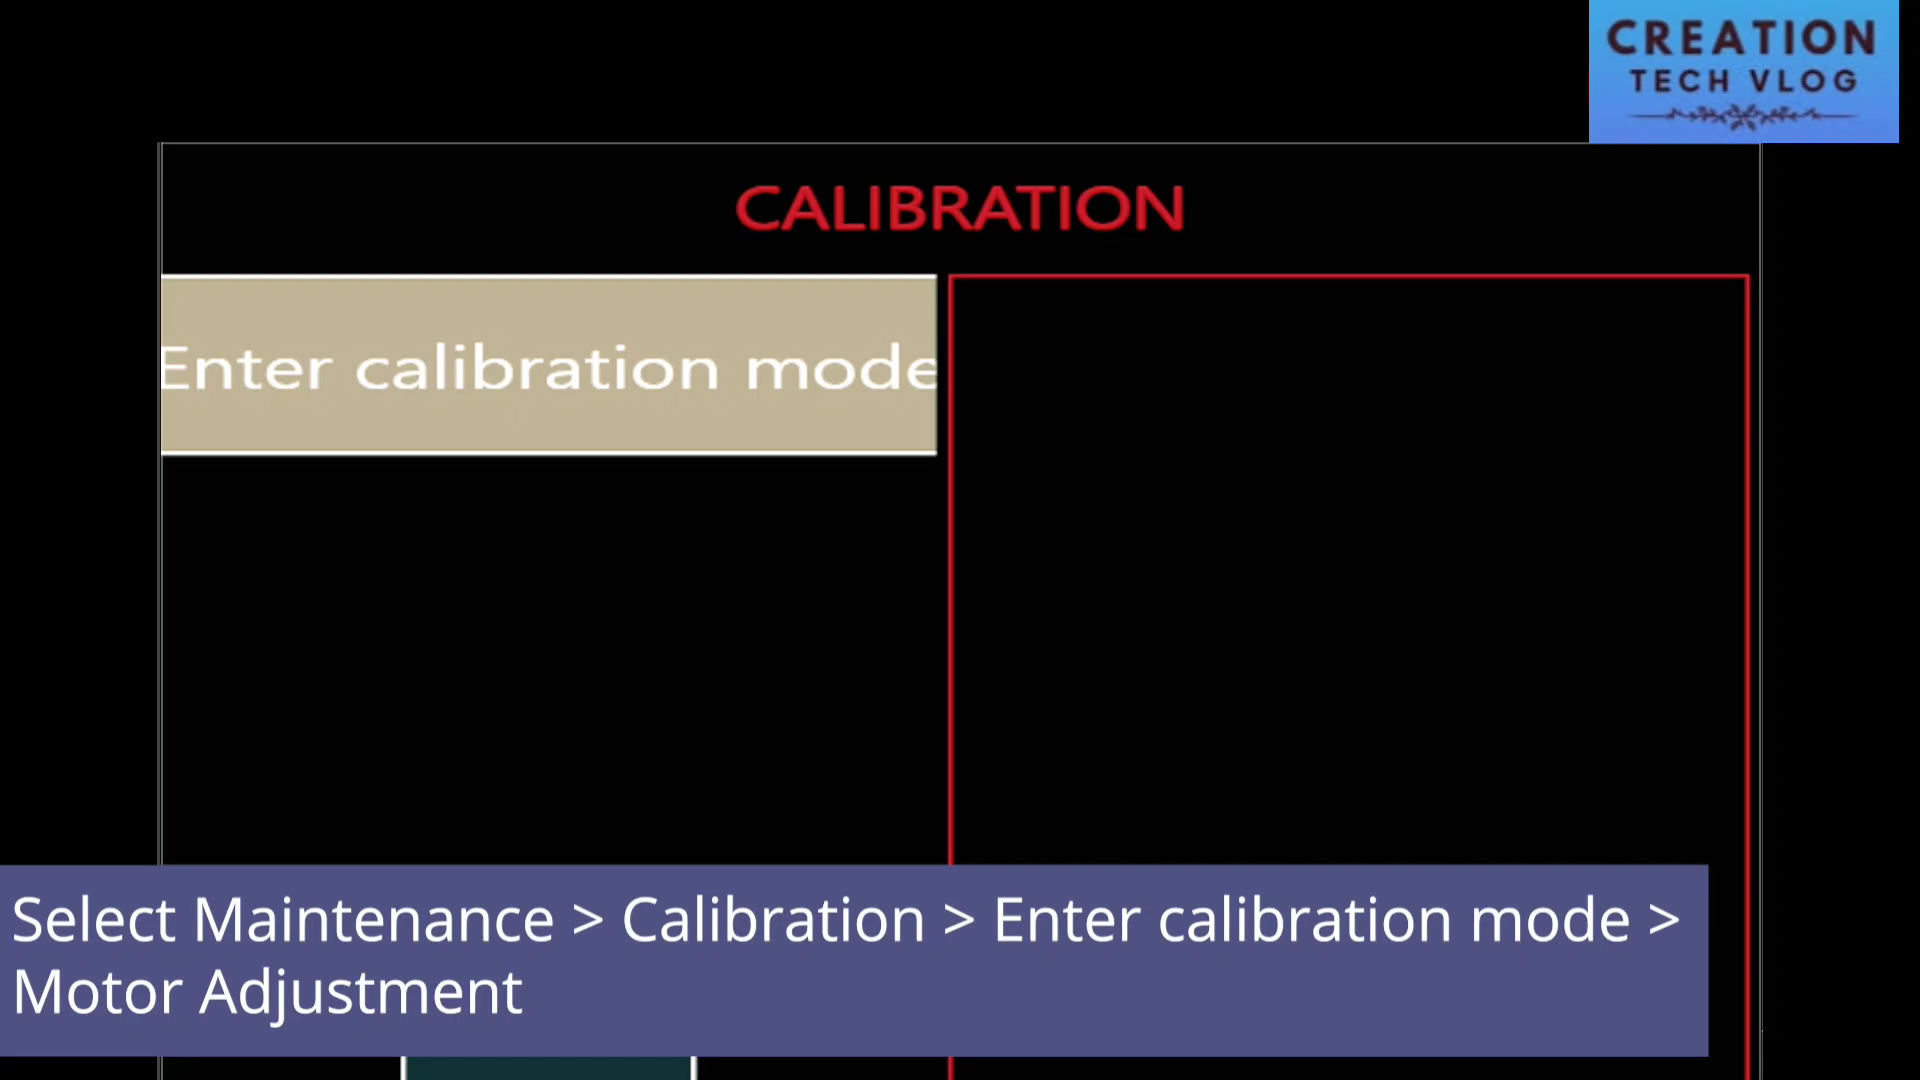 CREATION
TECH VLOG
CALIBRATION
Enter calibration mode
Select Maintenance > Calibration > Enter calibration mode >
Motor Adjustment